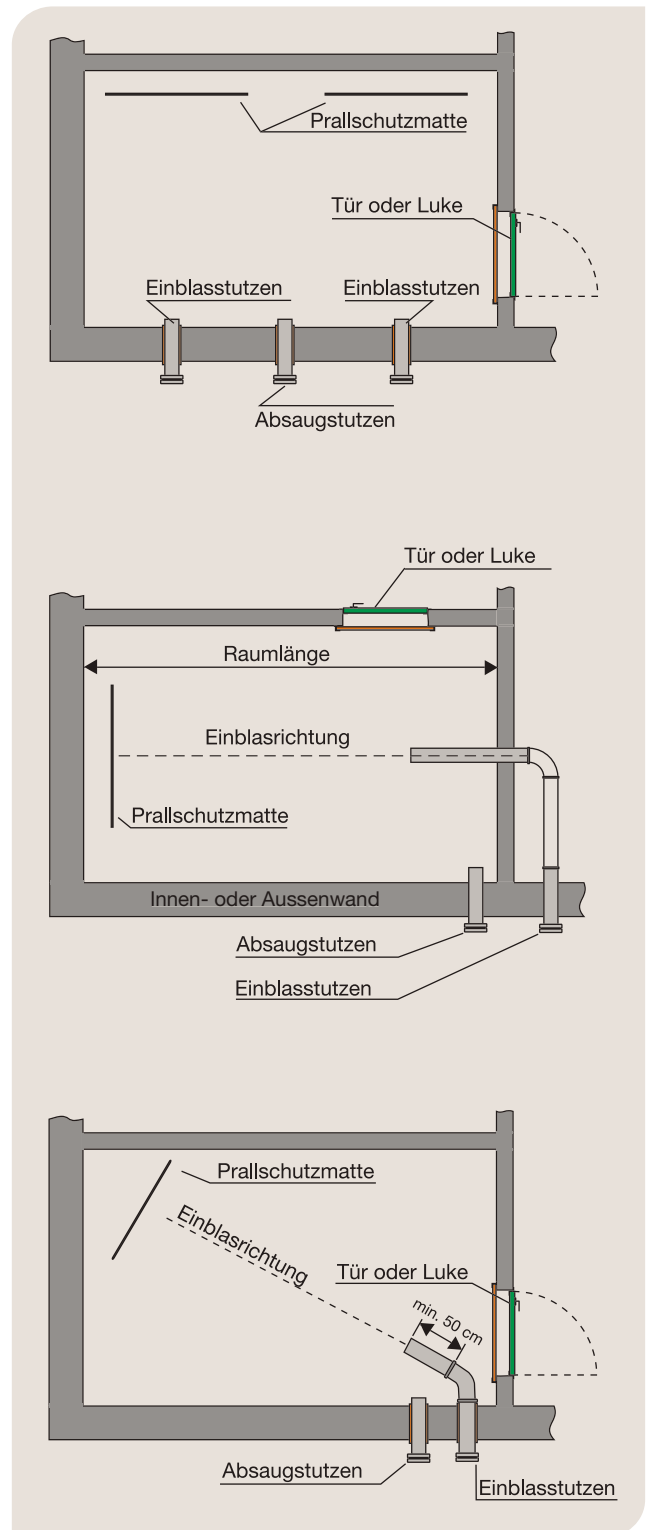 Prallschutzmatte
Tür oder Luke
Einblasstutzen
Einblasstutzen
Absaugstutzen
Tür oder Luke
Raumlänge
Einblasrichtung
Prallschutzmatte
Innen- oder Aussenwand
Absaugstutzen
Einblasstutzen
Prallschutzmatte
Einblasrichtung
Tür oder Luke
min. 50 cm
Absaugstutzen
Einblasstutzen